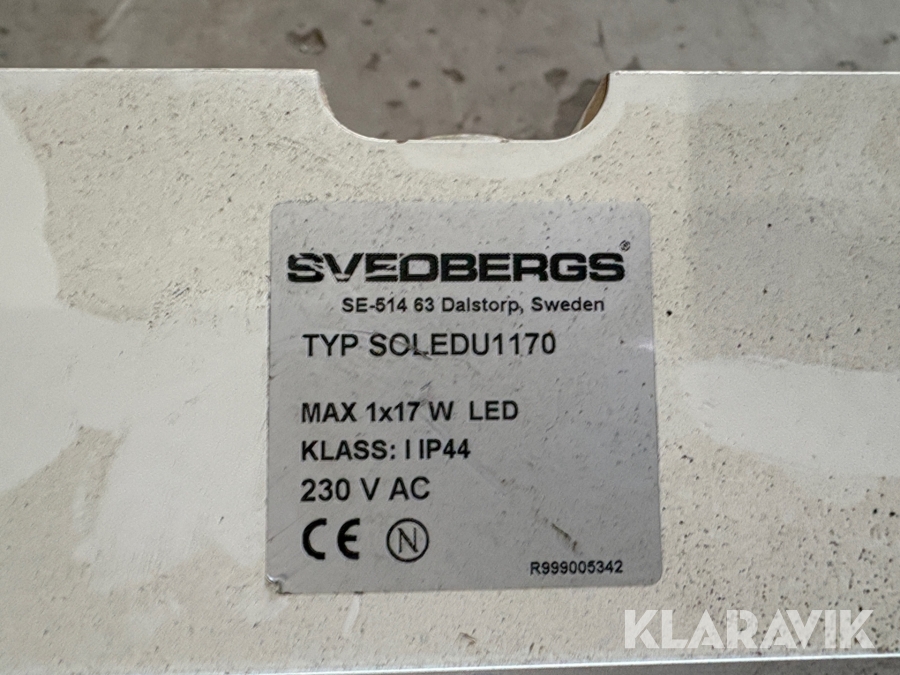 SVEDBERGS®
SE-514 63 Dalstorp, Sweden
TYP SOLEDU1170
MAX 1x17 W LED
KLASS: I IP44
230 V AC
CE N
R999005342
KLARAVIK